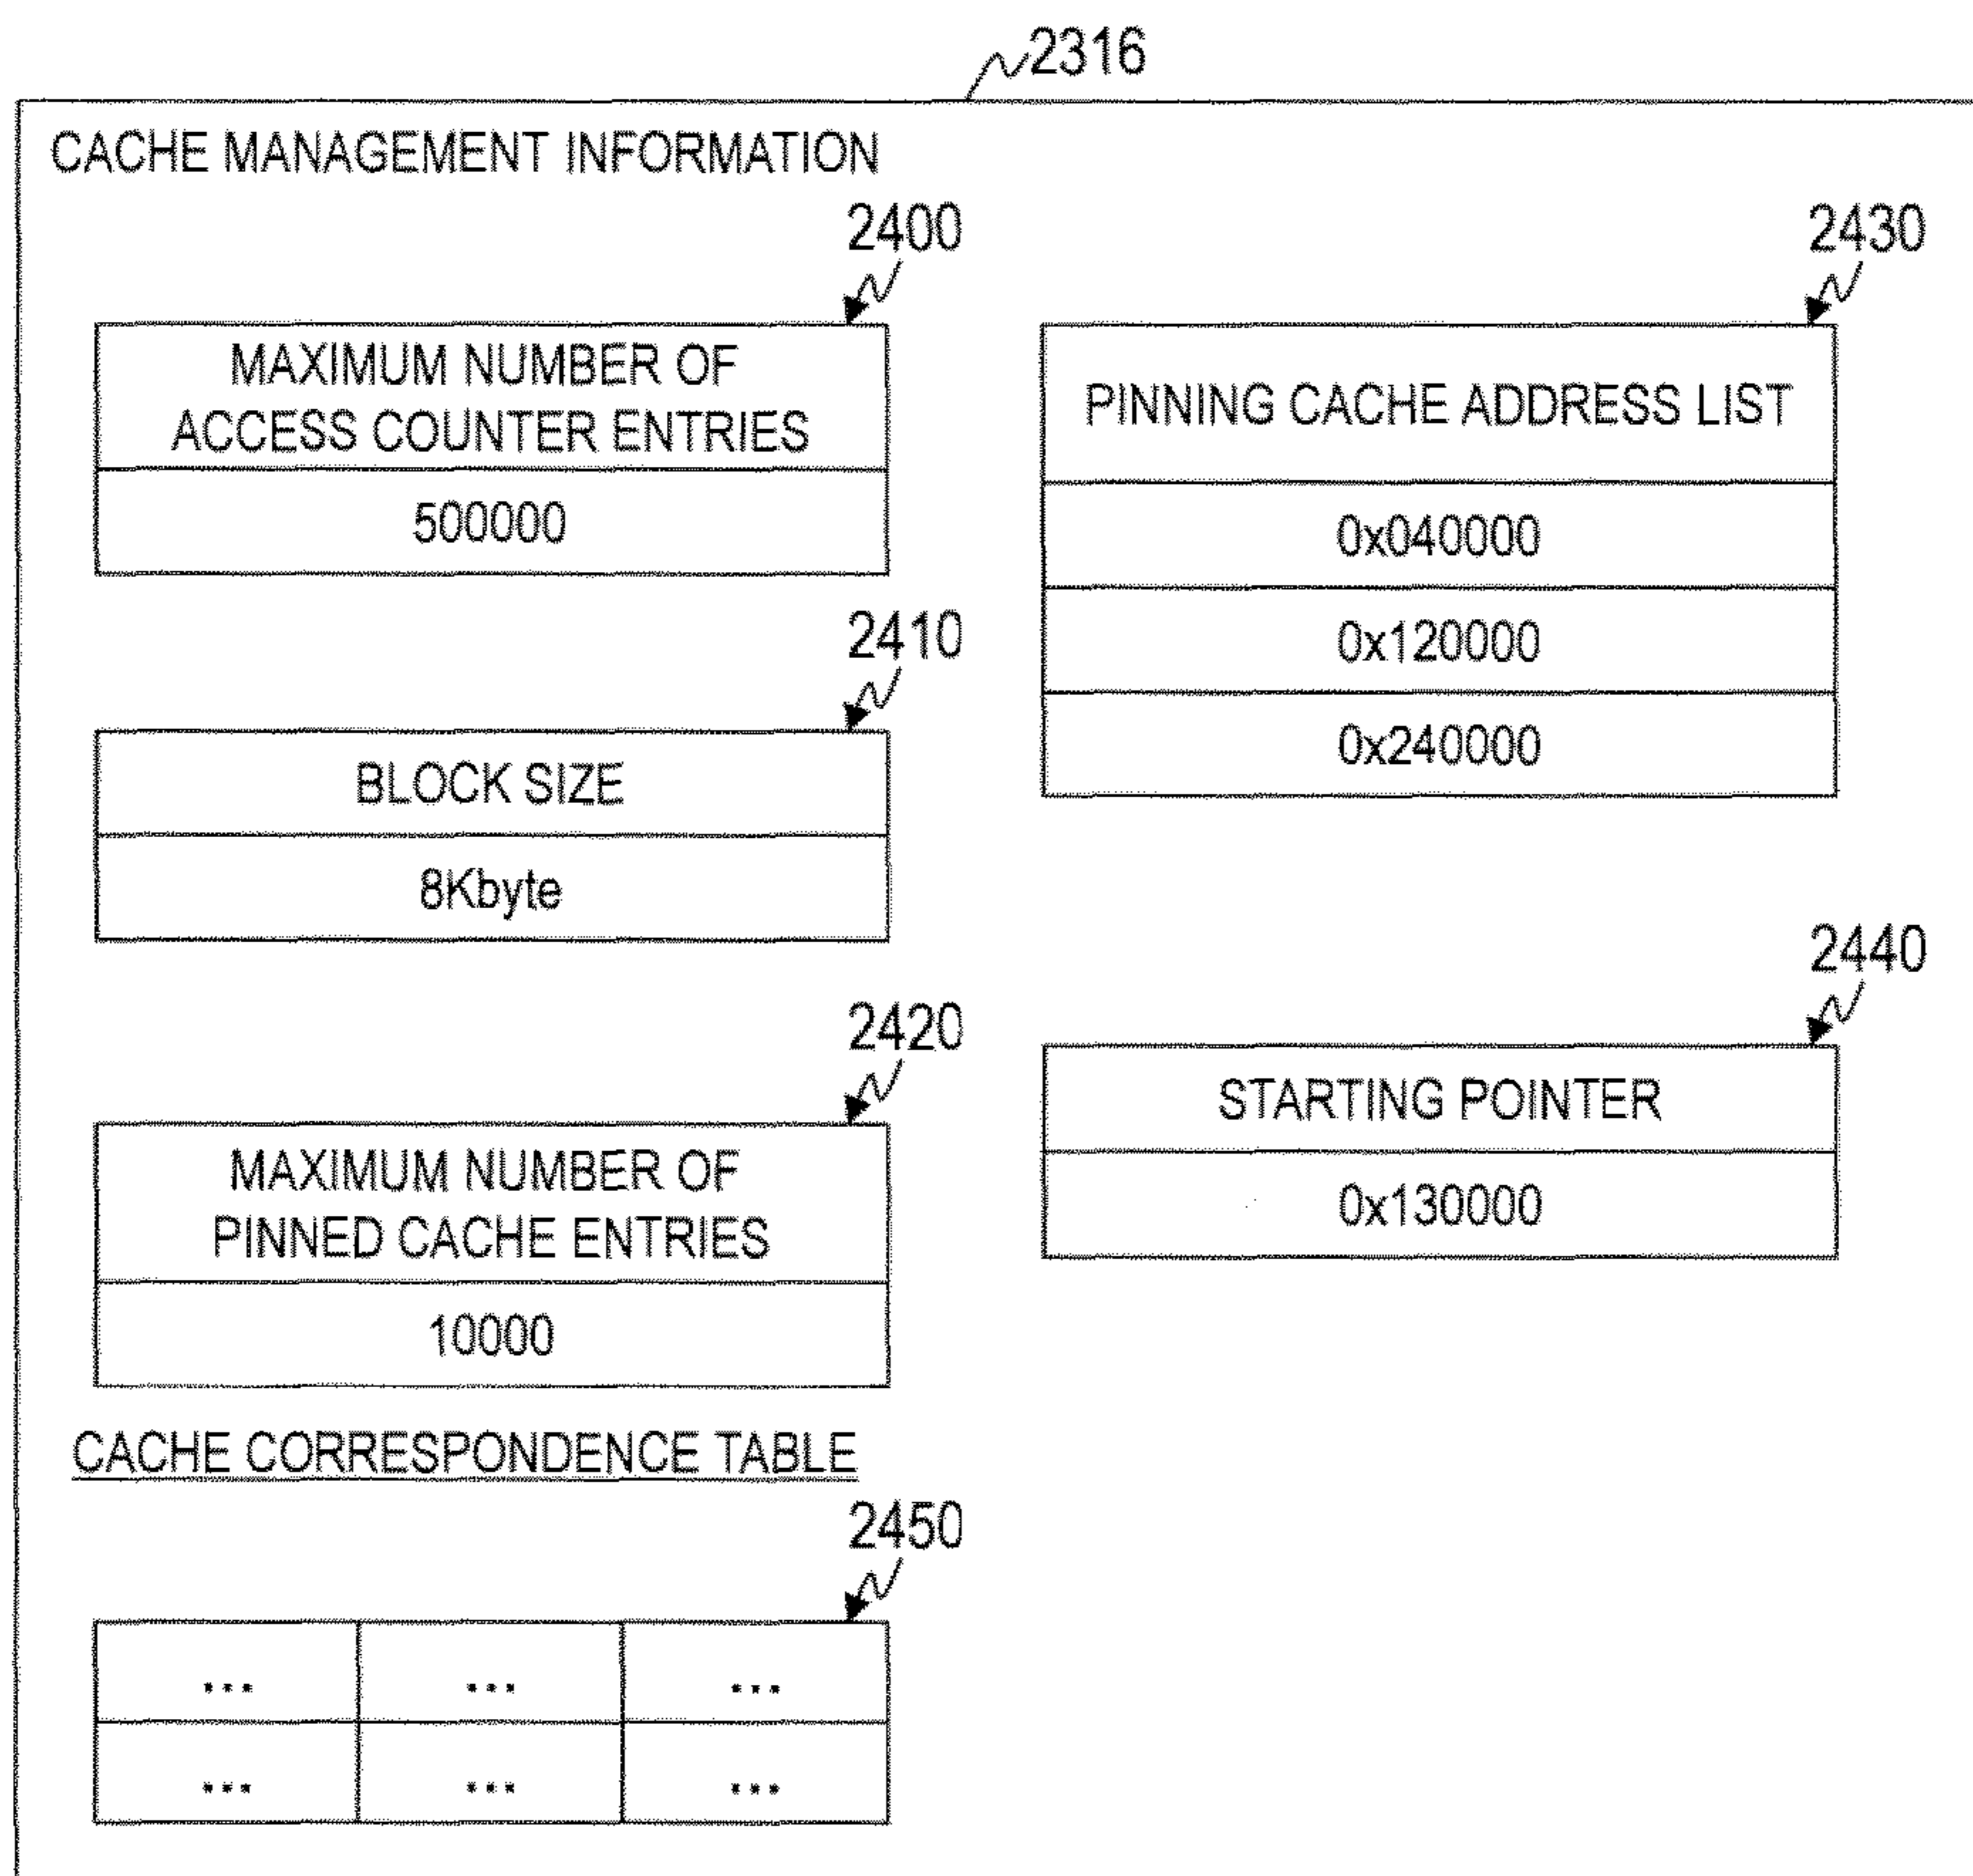 2316
CACHE MANAGEMENT INFORMATION
2400
MAXIMUM NUMBER OF
ACCESS COUNTER ENTRIES
500000
2410
BLOCK SIZE
8Kbyte
2420
MAXIMUM NUMBER OF
PINNED CACHE ENTRIES
10000
CACHE CORRESPONDENCE TABLE
2450
... ... ...
... ... ...
2430
PINNING CACHE ADDRESS LIST
0x040000
0x120000
0x240000
2440
STARTING POINTER
0x130000